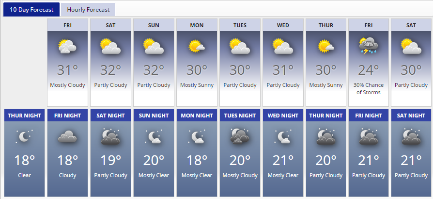 10 Day Forecast Hourly Forecast
FRI SAT SUN MON TUES WED THUR FRI SAT
31° 32° 32° 30° 30° 31° 30° 24° 30°
Mostly Cloudy Partly Cloudy Partly Cloudy Mostly Sunny Partly Cloudy Partly Cloudy Mostly Sunny 30% Chance of Storms Partly Cloudy
THUR NIGHT FRI NIGHT SAT NIGHT SUN NIGHT MON NIGHT TUES NIGHT WED NIGHT THUR NIGHT FRI NIGHT SAT NIGHT
18° 18° 19° 20° 18° 20° 21° 20° 21° 21°
Clear Cloudy Partly Cloudy Mostly Clear Mostly Clear Mostly Cloudy Mostly Clear Partly Cloudy Partly Cloudy Partly Cloudy